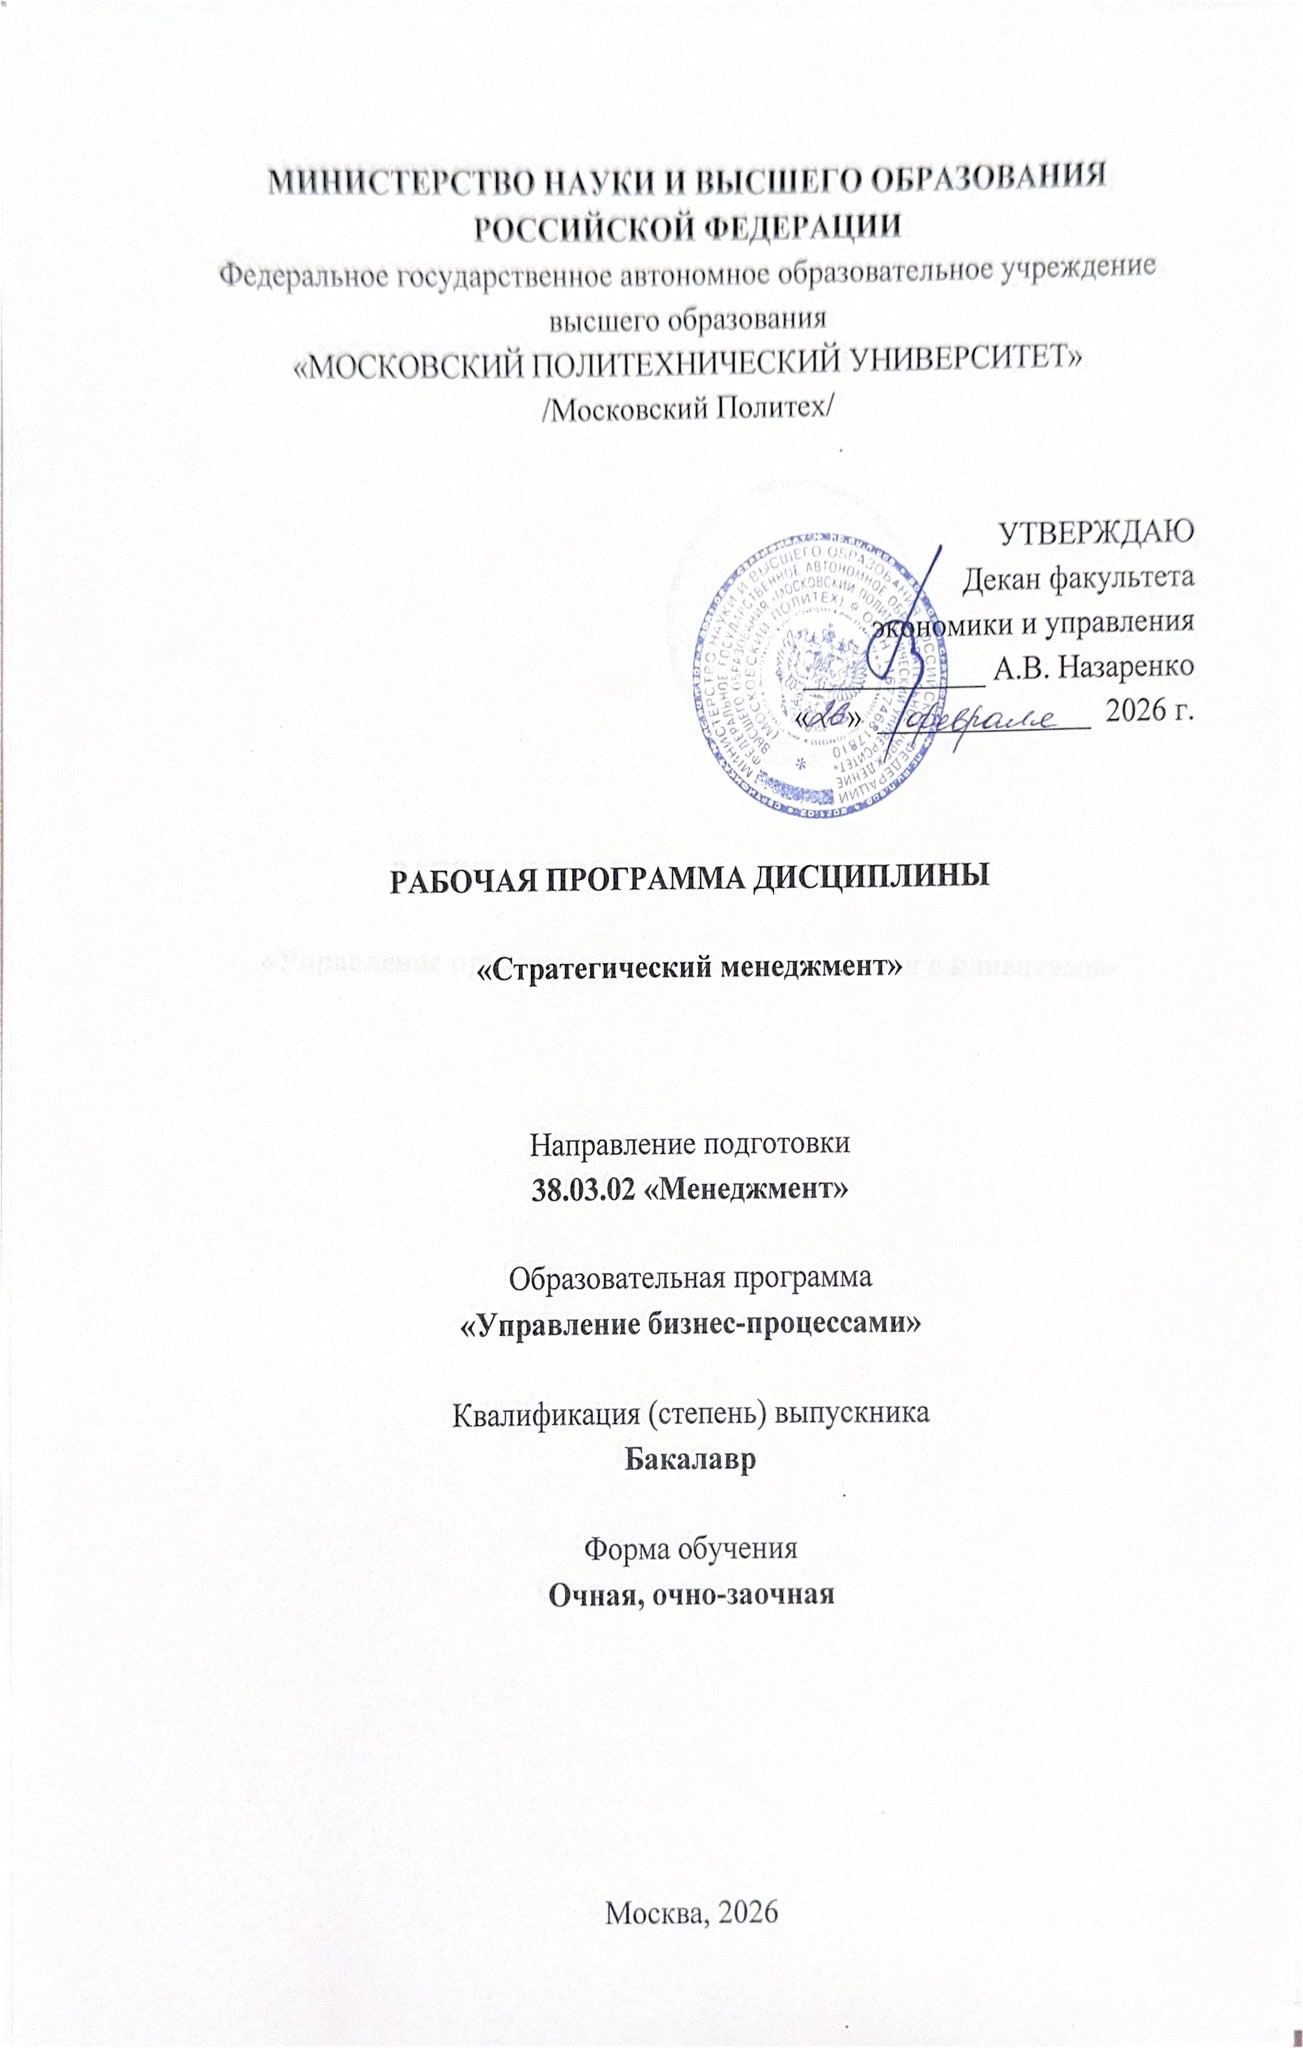 МИНИСТЕРСТВО НАУКИ И ВЫСШЕГО ОБРАЗОВАНИЯ
РОССИЙСКОЙ ФЕДЕРАЦИИ
Федеральное государственное автономное образовательное учреждение
высшего образования
«МОСКОВСКИЙ ПОЛИТЕХНИЧЕСКИЙ УНИВЕРСИТЕТ»
/Московский Политех/
УТВЕРЖДАЮ
Декан факультета
экономики и управления
А.В. Назаренко
« » февраля 2026 г.
РАБОЧАЯ ПРОГРАММА ДИСЦИПЛИНЫ
«Стратегический менеджмент»
Направление подготовки
38.03.02 «Менеджмент»
Образовательная программа
«Управление бизнес-процессами»
Квалификация (степень) выпускника
Бакалавр
Форма обучения
Очная, очно-заочная
Москва, 2026